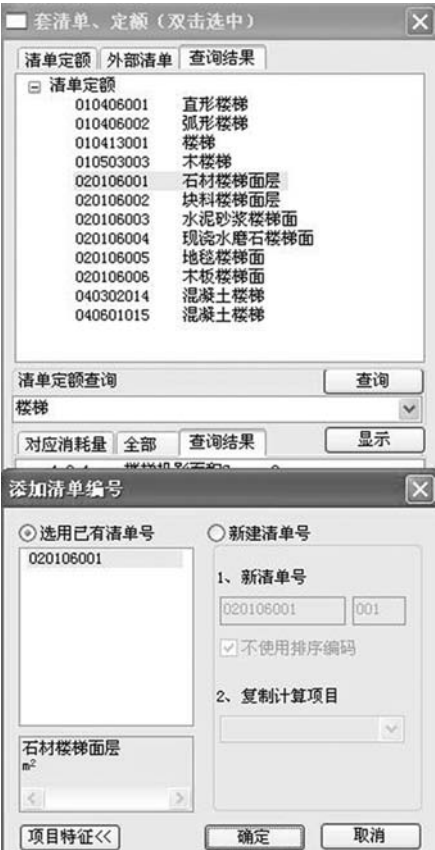 套清单、定额（双击选中）
清单定额 外部清单 查询结果
清单定额
010406001 直形楼梯
010406002 弧形楼梯
010413001 楼梯
010503003 木楼梯
020106001 石材楼梯面层
020106002 块料楼梯面层
020106003 水泥砂浆楼梯面
020106004 现浇水磨石楼梯面
020106005 地毯楼梯面
020106006 木板楼梯面
040302014 混凝土楼梯
040601015 混凝土楼梯
清单定额查询 查询
楼梯
对应消耗量 全部 查询结果 显示
添加清单编号
选用已有清单号 新建清单号
020106001
1、新清单号
020106001 001
不使用排序编码
2、复制计算项目
石材楼梯面层
m²
项目特征<< 确定 取消